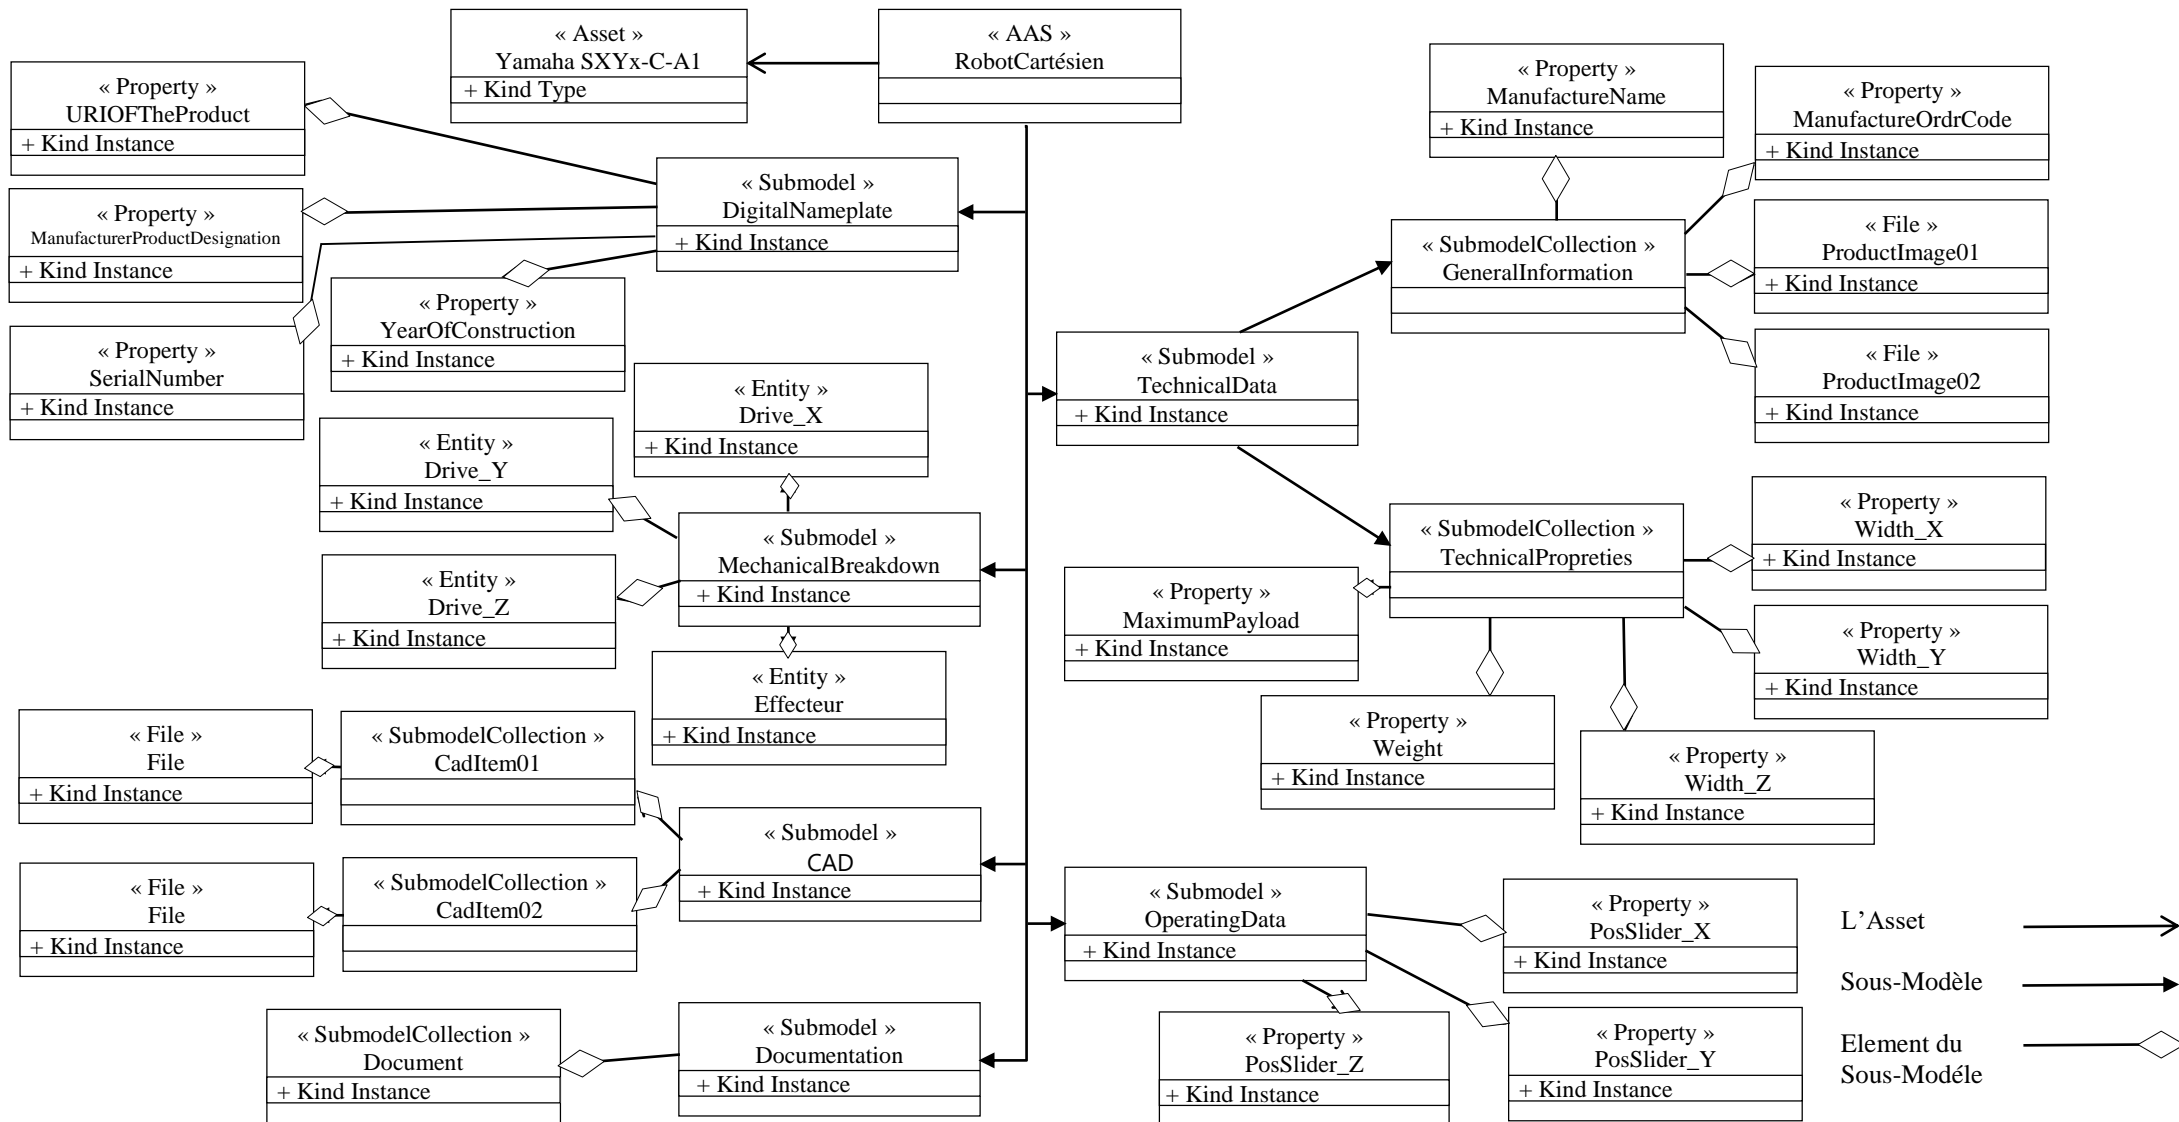 « Asset »
Yamaha SXYx-C-A1
+ Kind Type
« AAS »
RobotCartésien
« Property »
URIOFTheProduct
+ Kind Instance
« Property »
ManufacturerProductDesignation
+ Kind Instance
« Property »
SerialNumber
+ Kind Instance
« Property »
YearOfConstruction
+ Kind Instance
« Submodel »
DigitalNameplate
+ Kind Instance
« Entity »
Drive_X
+ Kind Instance
« Entity »
Drive_Y
+ Kind Instance
« Entity »
Drive_Z
+ Kind Instance
« Submodel »
MechanicalBreakdown
+ Kind Instance
« Entity »
Effecteur
+ Kind Instance
« File »
File
+ Kind Instance
« SubmodelCollection »
CadItem01
« File »
File
+ Kind Instance
« SubmodelCollection »
CadItem02
« Submodel »
CAD
+ Kind Instance
« SubmodelCollection »
Document
+ Kind Instance
« Submodel »
Documentation
+ Kind Instance
« Property »
ManufactureName
+ Kind Instance
« Property »
ManufactureOrdrCode
+ Kind Instance
« SubmodelCollection »
GeneralInformation
« File »
ProductImage01
+ Kind Instance
« File »
ProductImage02
+ Kind Instance
« Submodel »
TechnicalData
+ Kind Instance
« SubmodelCollection »
TechnicalPropreties
« Property »
Width_X
+ Kind Instance
« Property »
Width_Y
+ Kind Instance
« Property »
MaximumPayload
+ Kind Instance
« Property »
Weight
+ Kind Instance
« Property »
Width_Z
+ Kind Instance
« Submodel »
OperatingData
+ Kind Instance
« Property »
PosSlider_X
+ Kind Instance
« Property »
PosSlider_Z
+ Kind Instance
« Property »
PosSlider_Y
+ Kind Instance
L'Asset
Sous-Modèle
Element du
Sous-Modéle